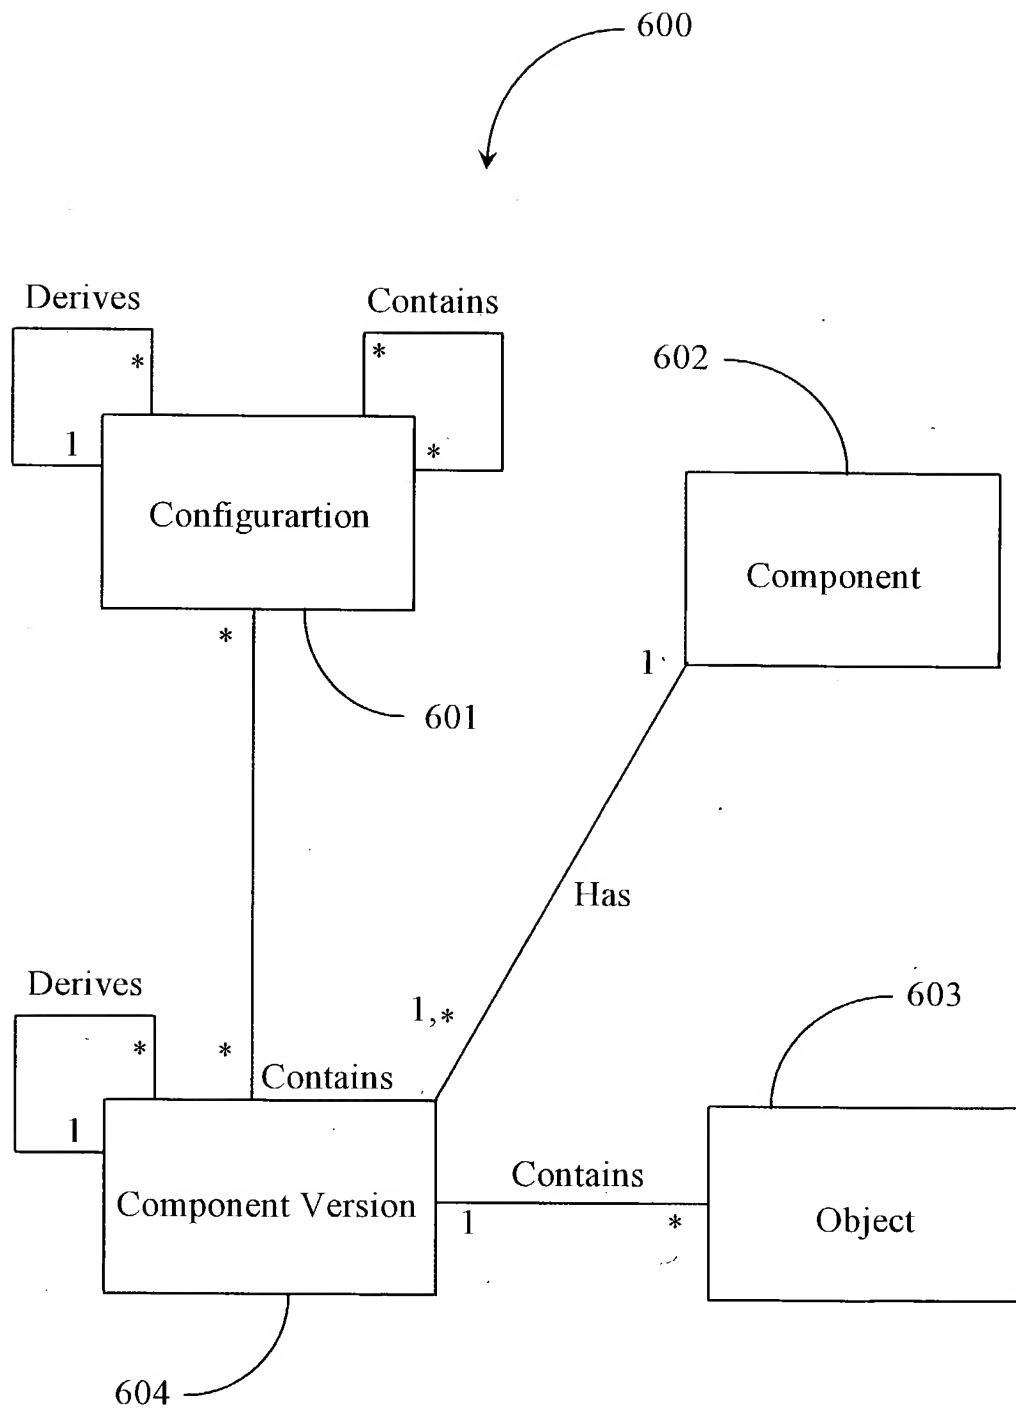 600
Derives
Contains
*
*
602
1
*
Configurartion
Component
*
1
601
Has
Derives
603
1,*
*
*
Contains
1
Contains
Component Version
1
*
Object
604